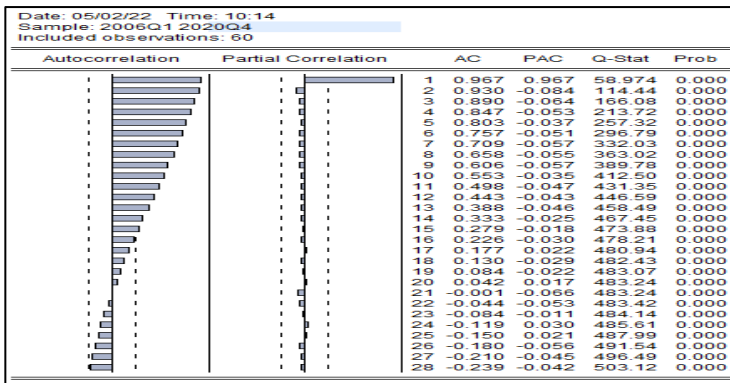 Date: 05/02/22 Time: 10:14
Sample: 2006Q1 2020Q4
Included observations: 60
Autocorrelation Partial Correlation AC PAC Q-Stat Prob
1 0.967 0.967 58.974 0.000
2 0.930 -0.084 114.44 0.000
3 0.890 -0.064 166.08 0.000
4 0.847 -0.053 213.72 0.000
5 0.803 -0.037 257.32 0.000
6 0.757 -0.051 296.79 0.000
7 0.709 -0.057 332.03 0.000
8 0.658 -0.055 363.02 0.000
9 0.606 -0.057 389.78 0.000
10 0.553 -0.035 412.50 0.000
11 0.498 -0.047 431.35 0.000
12 0.443 -0.043 446.59 0.000
13 0.388 -0.046 458.49 0.000
14 0.333 -0.025 467.45 0.000
15 0.279 -0.018 473.88 0.000
16 0.226 -0.030 478.21 0.000
17 0.177 0.022 480.94 0.000
18 0.130 -0.029 482.43 0.000
19 0.084 -0.022 483.07 0.000
20 0.042 0.017 483.24 0.000
21 -0.001 -0.066 483.24 0.000
22 -0.044 -0.053 483.42 0.000
23 -0.084 -0.011 484.14 0.000
24 -0.119 0.030 485.61 0.000
25 -0.150 0.021 487.99 0.000
26 -0.180 -0.056 491.54 0.000
27 -0.210 -0.045 496.49 0.000
28 -0.239 -0.042 503.12 0.000